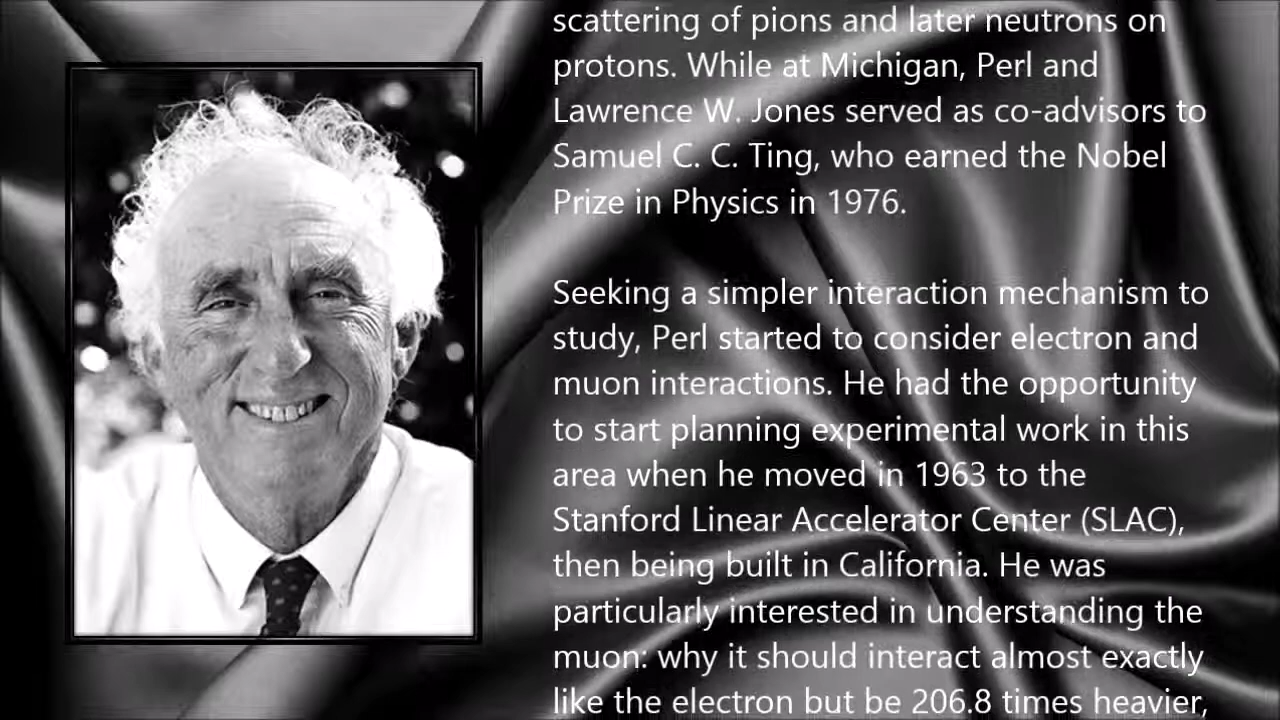 scattering of pions and later neutrons on
protons. While at Michigan, Perl and
Lawrence W. Jones served as co-advisors to
Samuel C. C. Ting, who earned the Nobel
Prize in Physics in 1976.
Seeking a simpler interaction mechanism to
study, Perl started to consider electron and
muon interactions. He had the opportunity
to start planning experimental work in this
area when he moved in 1963 to the
Stanford Linear Accelerator Center (SLAC),
then being built in California. He was
particularly interested in understanding the
muon: why it should interact almost exactly
like the electron but be 206.8 times heavier,